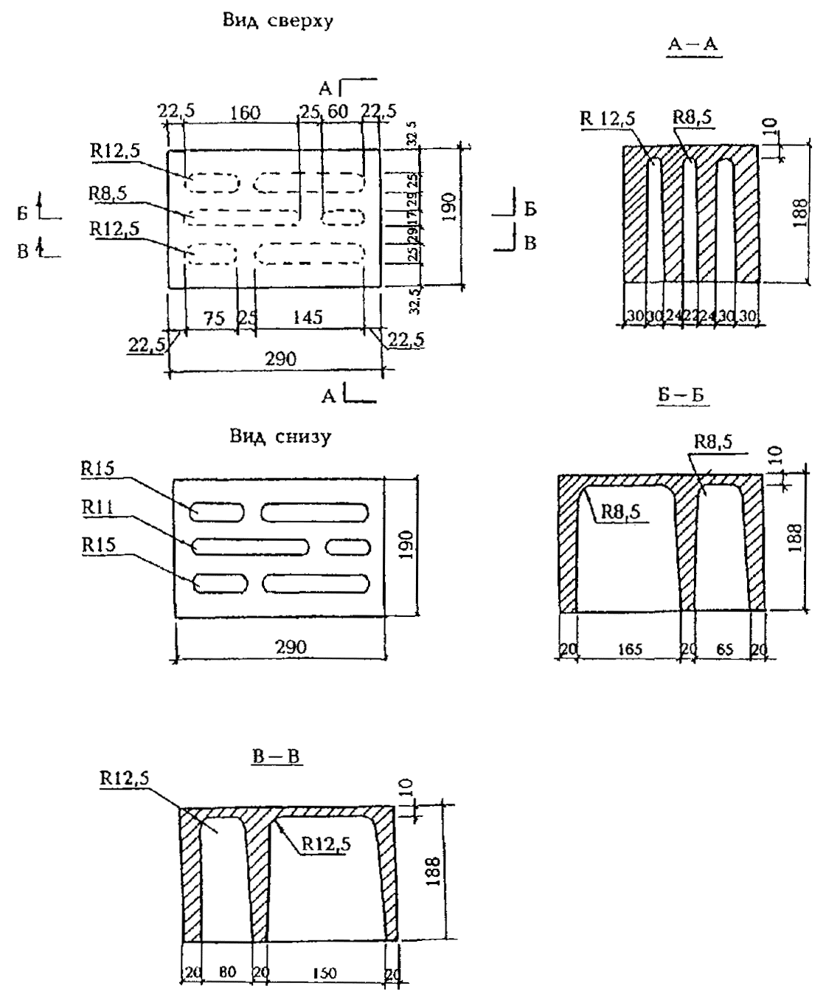 Вид сверху
А
22,5 160 25 60 22,5
R12,5
R8,5
R12,5
Б
В
32,5
25
29
17
29
25
32,5
190
Б
В
75 25 145
22,5 22,5
290
А
А – А
R 12,5 R8,5
10
188
30 30 24 22 24 30 30
Вид снизу
R15
R11
R15
190
290
Б – Б
R8,5
R8,5
10
188
20 165 20 65 20
В – В
R12,5
R12,5
10
188
20 80 20 150 20